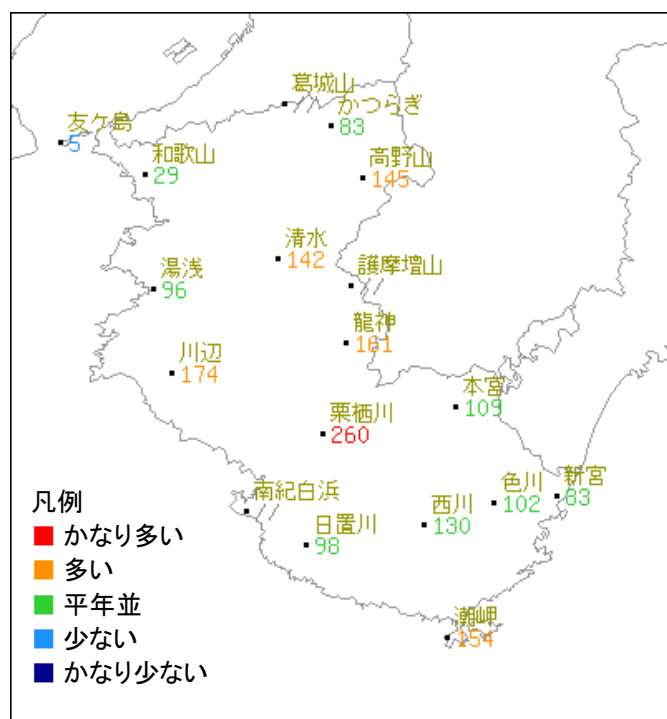 葛城山
かつらぎ
83
友ケ島
5
和歌山
29
高野山
145
清水
142
護摩壇山
湯浅
96
龍神
161
川辺
174
本宮
109
栗栖川
260
南紀白浜
日置川
98
西川
130
色川
102
新宮
83
潮岬
154
凡例
かなり多い
多い
平年並
少ない
かなり少ない